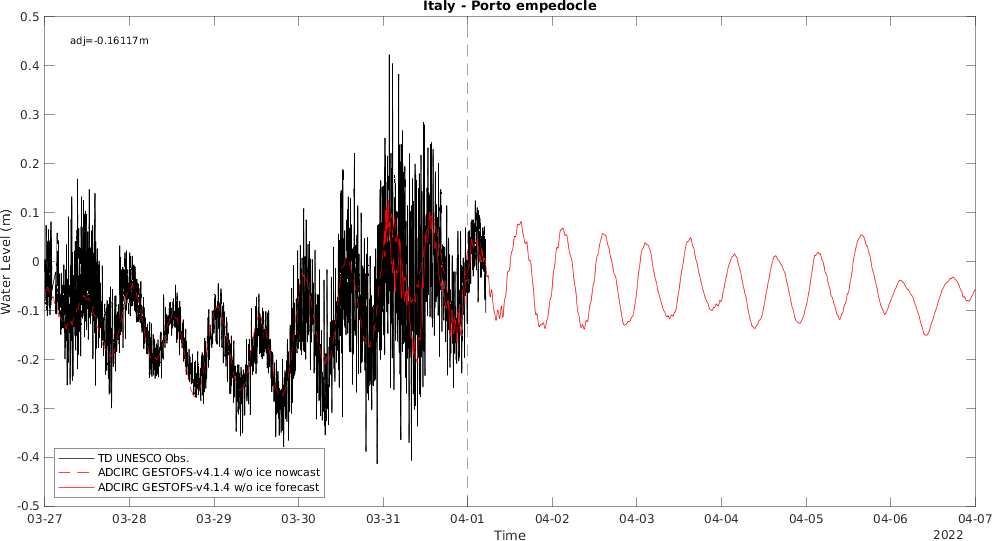 Italy - Porto empedocle
adj=-0.16117m
0.5
0.4
0.3
0.2
0.1
0
-0.1
-0.2
-0.3
-0.4
-0.5
Water Level (m)
TD UNESCO Obs.
ADCIRC GESTOFS-v4.1.4 w/o ice nowcast
ADCIRC GESTOFS-v4.1.4 w/o ice forecast
03-27 03-28 03-29 03-30 03-31 04-01 04-02 04-03 04-04 04-05 04-06 04-07
Time
2022